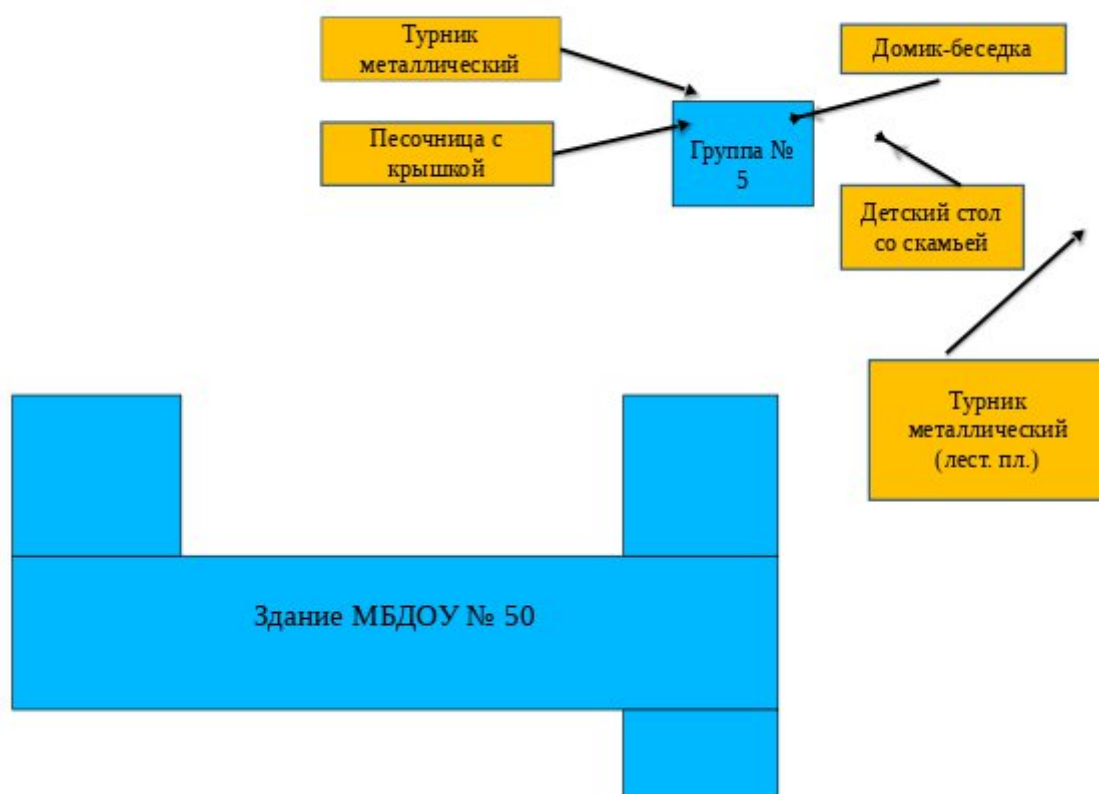 Турник
металлический
Домик-беседка
Песочница с
крышкой
Группа №
5
Детский стол
со скамьей
Турник
металлический
(лест. пл.)
Здание МБДОУ № 50